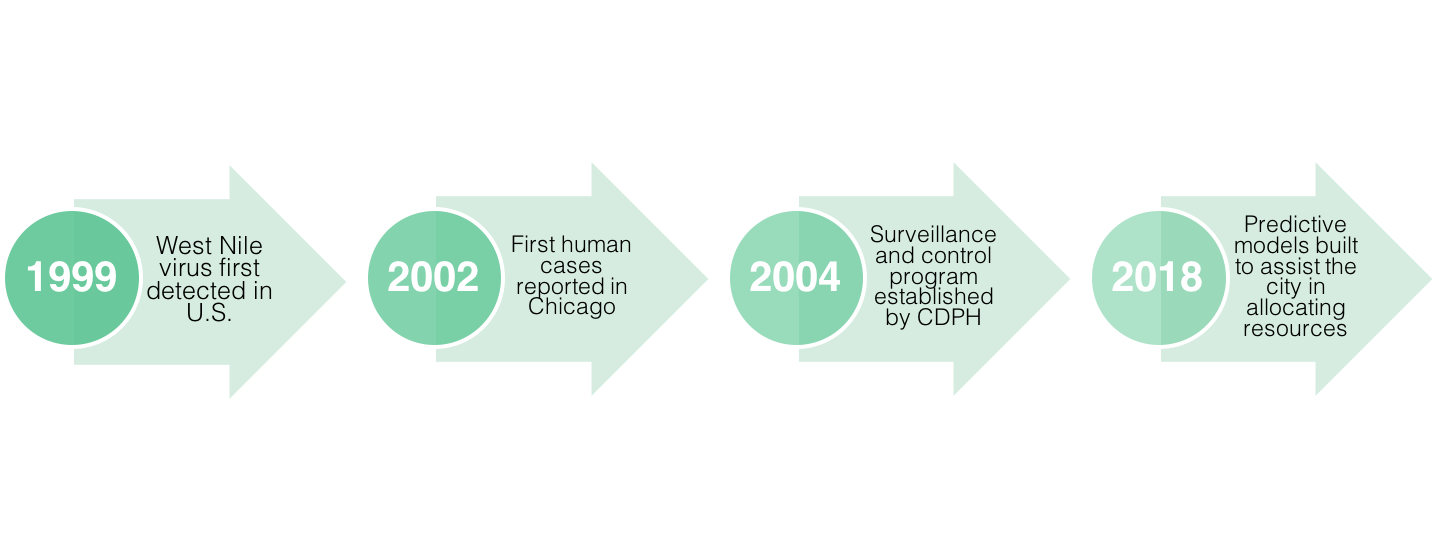 1999
West Nile
virus first
detected in
U.S.
2002
First human
cases
reported in
Chicago
2004
Surveillance
and control
program
established
by CDPH
2018
Predictive
models built
to assist the
city in
allocating
resources